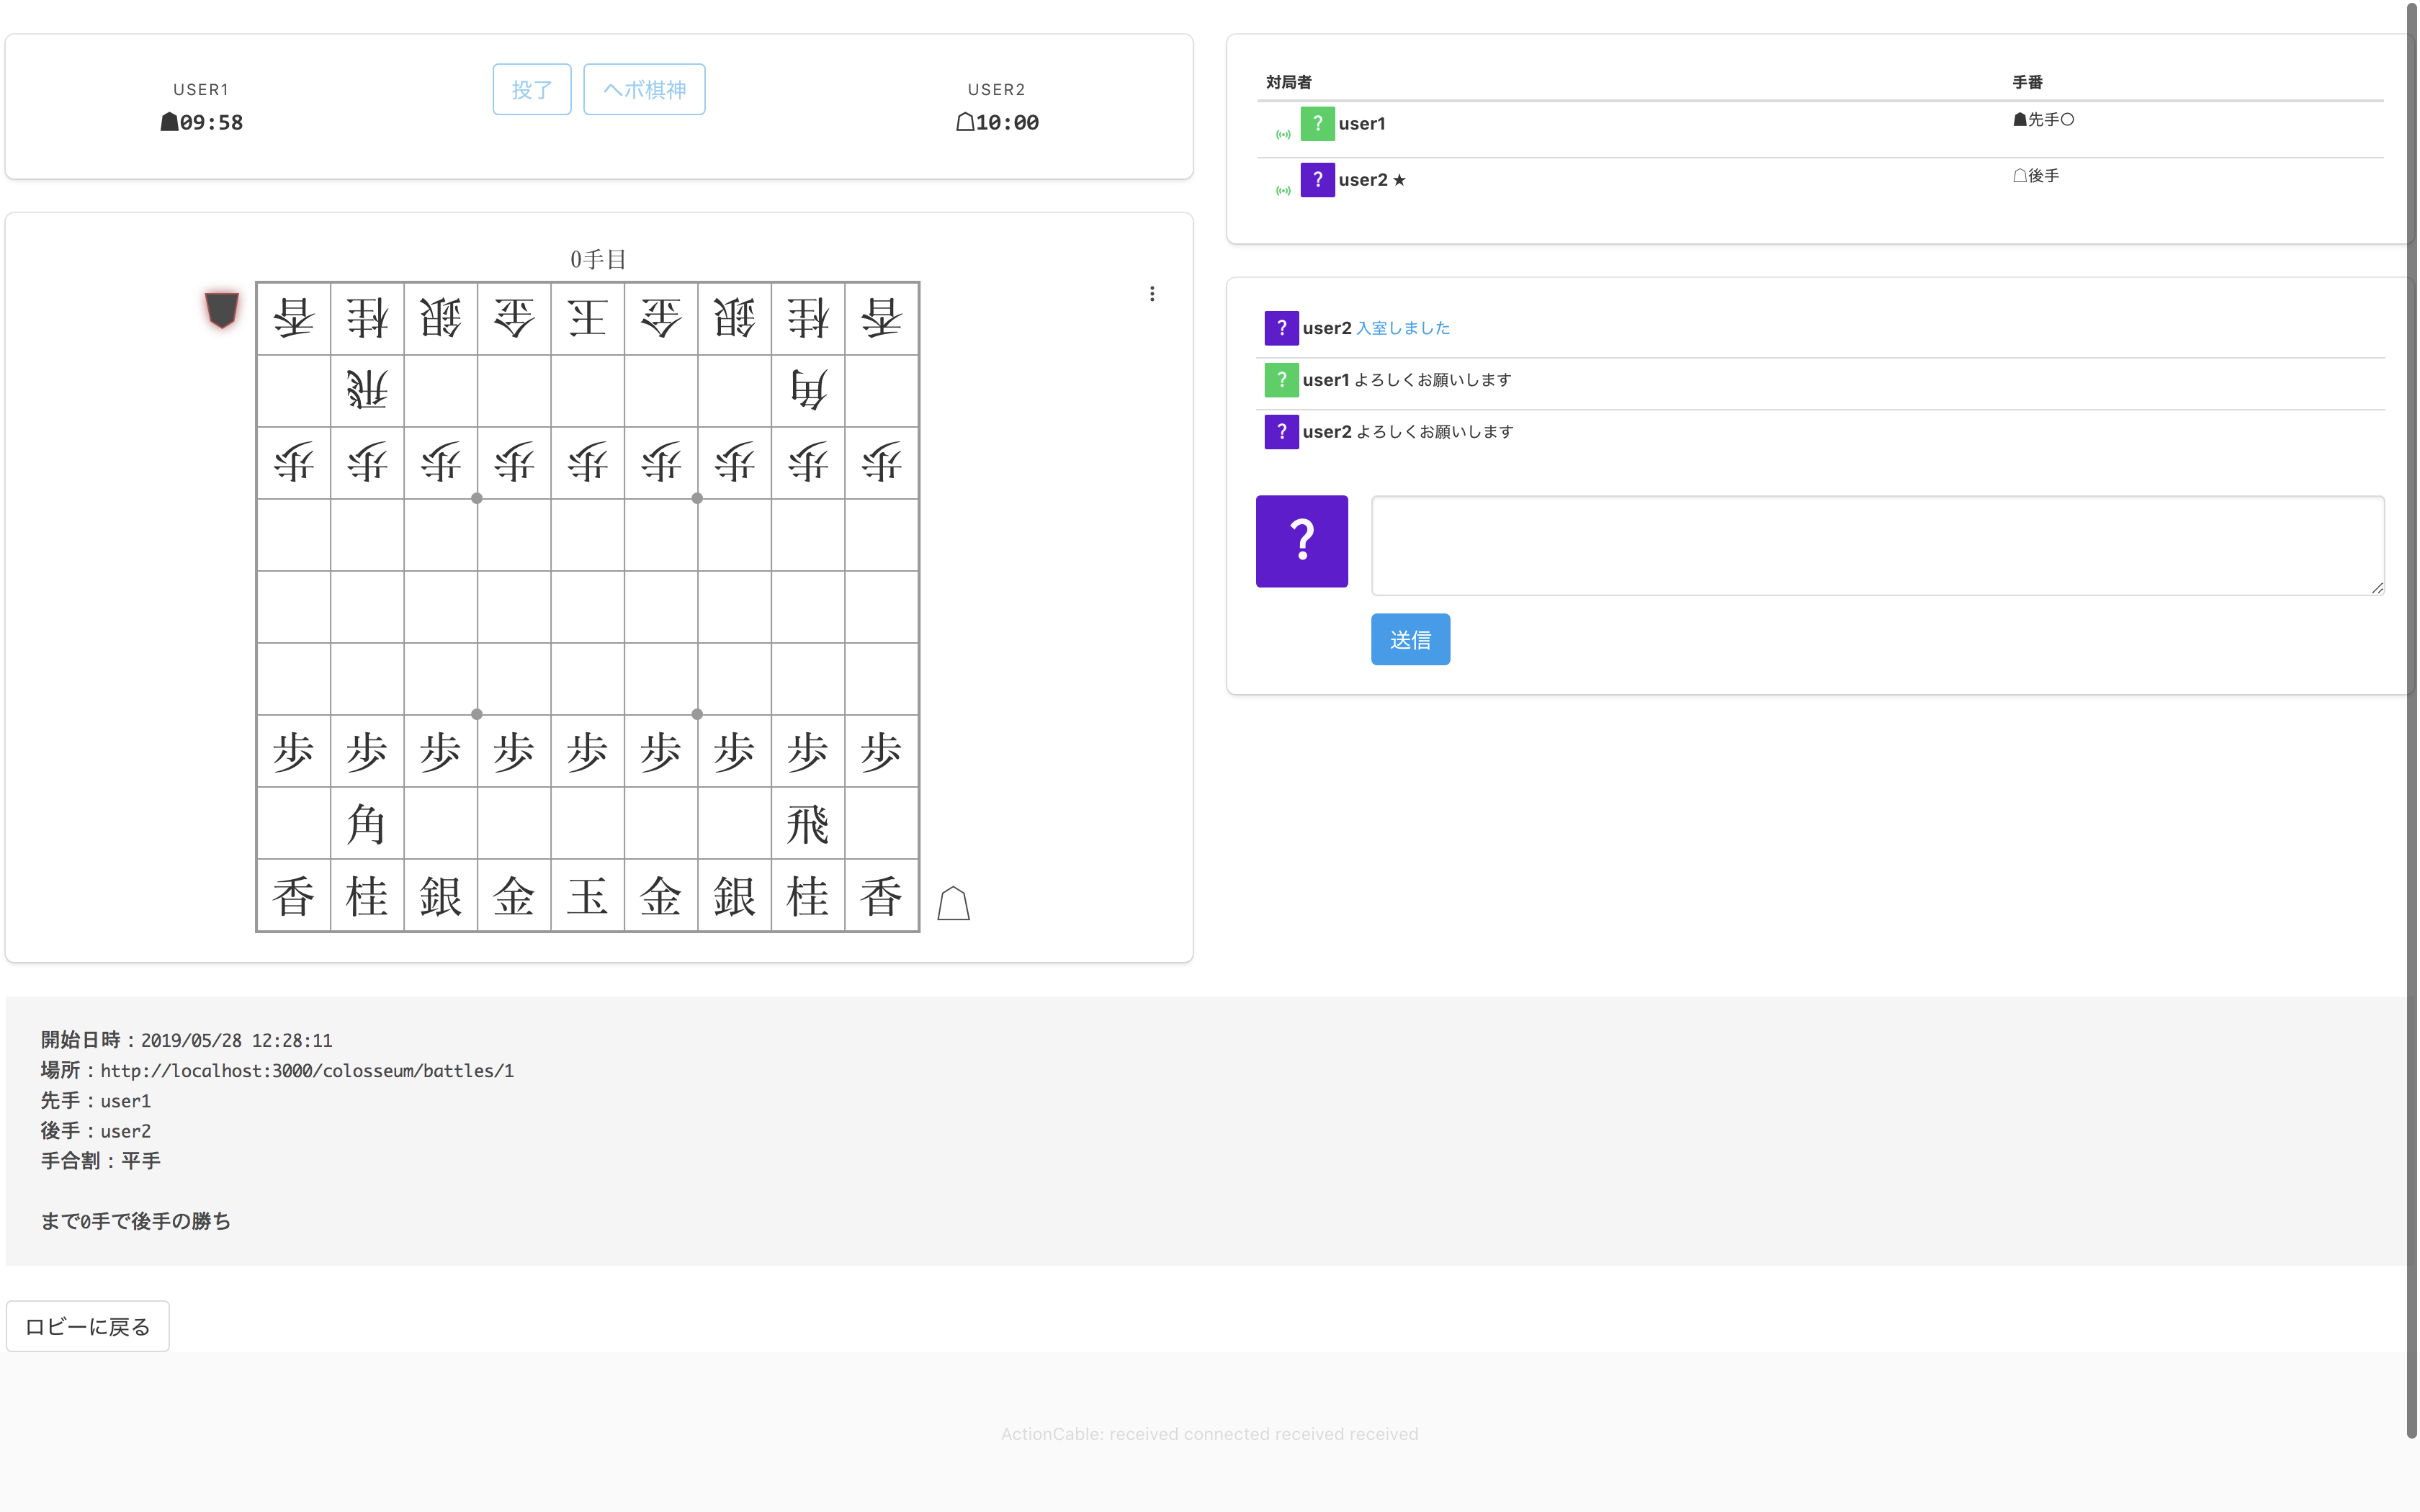 USER1
☗09:58
投了 ヘボ棋神
USER2
☖10:00
0手目
香 桂 銀 金 王 金 銀 桂 香
飛 角
歩 歩 歩 歩 歩 歩 歩 歩 歩
歩 歩 歩 歩 歩 歩 歩 歩 歩
角 飛
香 桂 銀 金 玉 金 銀 桂 香
対局者 手番
? user1 ☗先手○
? user2 ★ ☖後手
? user2 入室しました
? user1 よろしくお願いします
? user2 よろしくお願いします
?
送信
開始日時:2019/05/28 12:28:11
場所:http://localhost:3000/colosseum/battles/1
先手:user1
後手:user2
手合割:平手
まで0手で後手の勝ち
ロビーに戻る
ActionCable: received connected received received